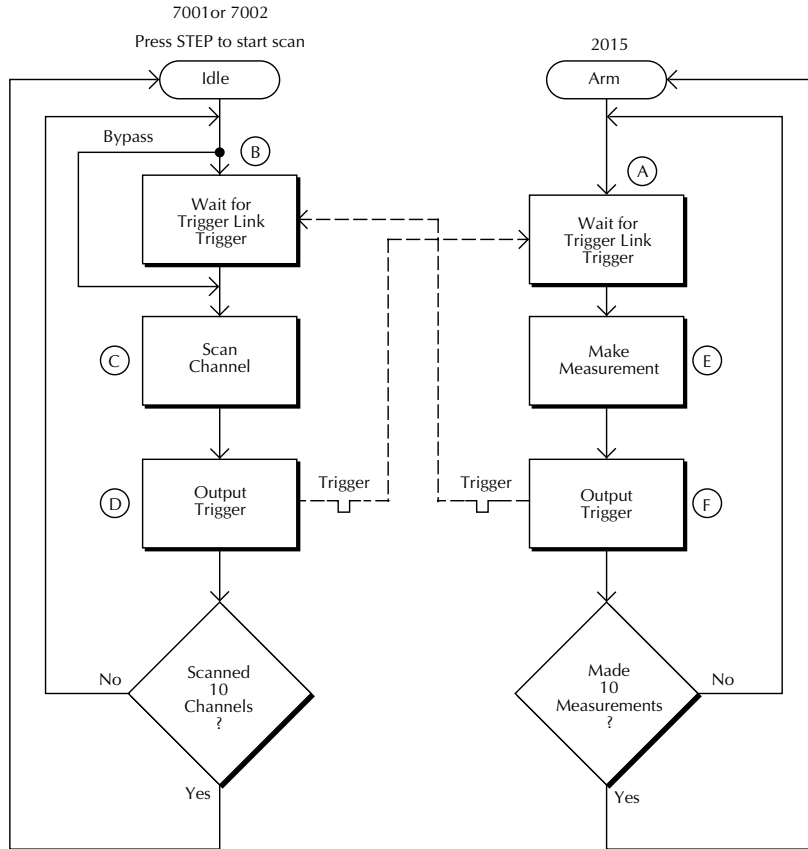 7001or 7002
Press STEP to start scan
Idle
Bypass
B
Wait for
Trigger Link
Trigger
C
Scan
Channel
D
Output
Trigger
Trigger
No
Scanned
10
Channels
?
Yes
2015
Arm
A
Wait for
Trigger Link
Trigger
Make
Measurement
E
Trigger
Output
Trigger
F
Made
10
Measurements
?
No
Yes